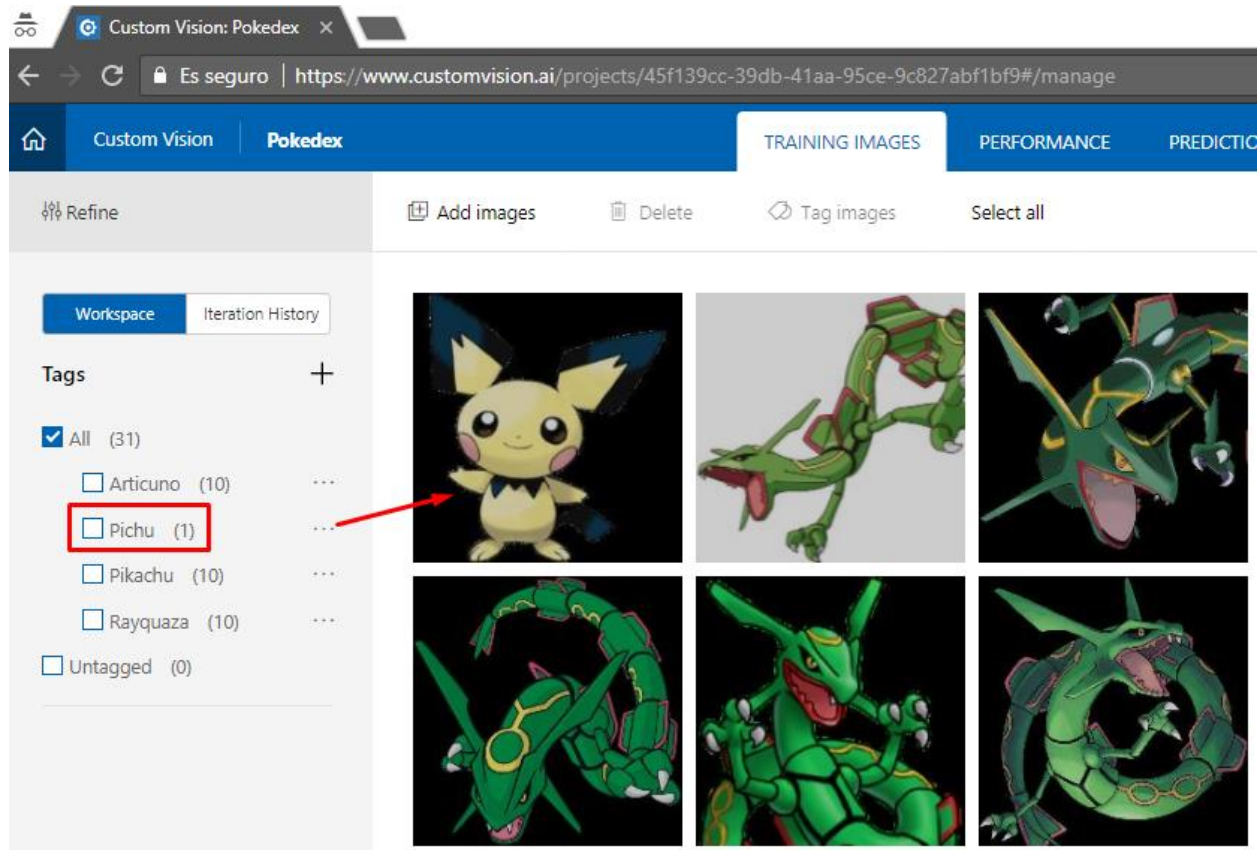 Custom Vision: Pokedex
Es seguro | https://www.customvision.ai/projects/45f139cc-39db-41aa-95ce-9c827abf1bf9#/manage
Custom Vision Pokedex TRAINING IMAGES PERFORMANCE PREDICTIO
Refine Add images Delete Tag images Select all
Workspace Iteration History
Tags
All (31)
Articuno (10)
Pichu (1)
Pikachu (10)
Rayquaza (10)
Untagged (0)